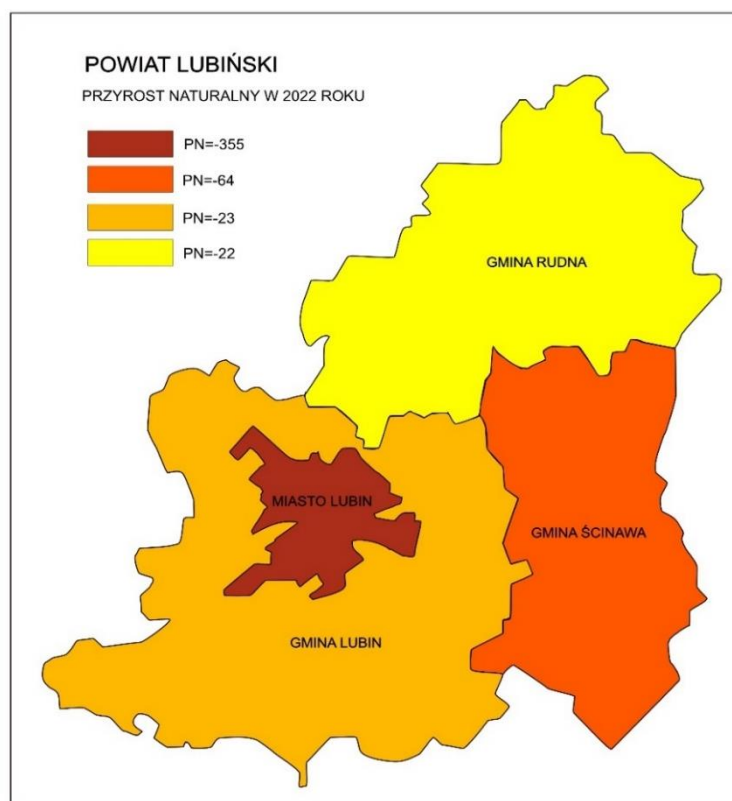 POWIAT LUBIŃSKI
PRZYROST NATURALNY W 2022 ROKU
PN=-355
PN=-64
PN=-23
PN=-22
GMINA RUDNA
MIASTO LUBIN
GMINA ŚCINAWA
GMINA LUBIN